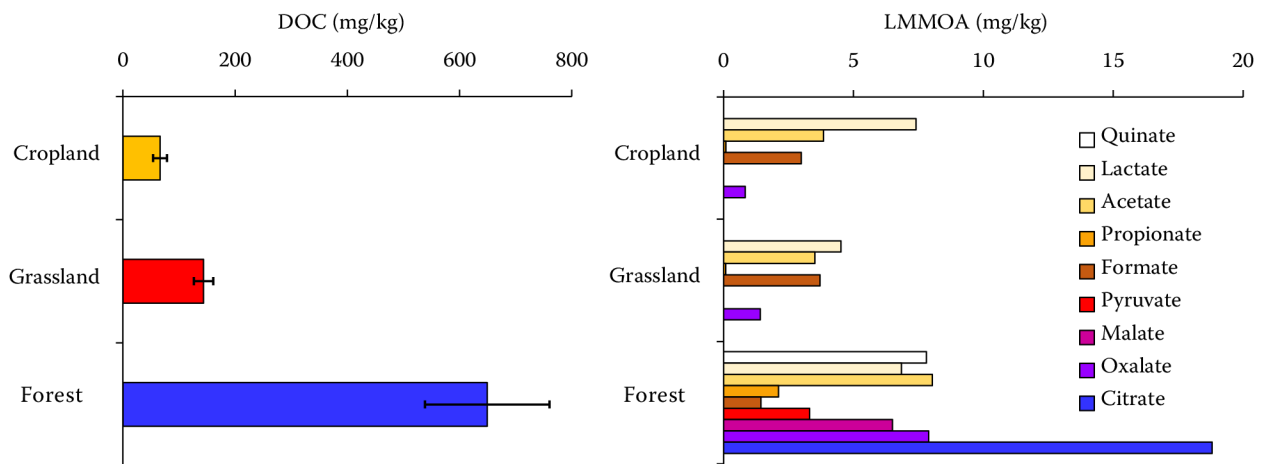 DOC (mg/kg)
0 200 400 600 800
Cropland
Grassland
Forest
LMMOA (mg/kg)
0 5 10 15 20
Cropland
Grassland
Forest
Quinate
Lactate
Acetate
Propionate
Formate
Pyruvate
Malate
Oxalate
Citrate